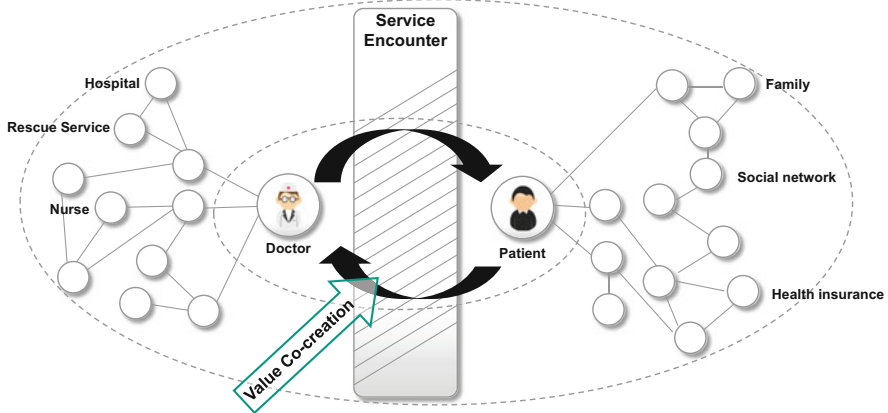 Service
Encounter
Hospital
Family
Rescue Service
Social network
Nurse
Doctor
Patient
Health insurance
Value Co-creation